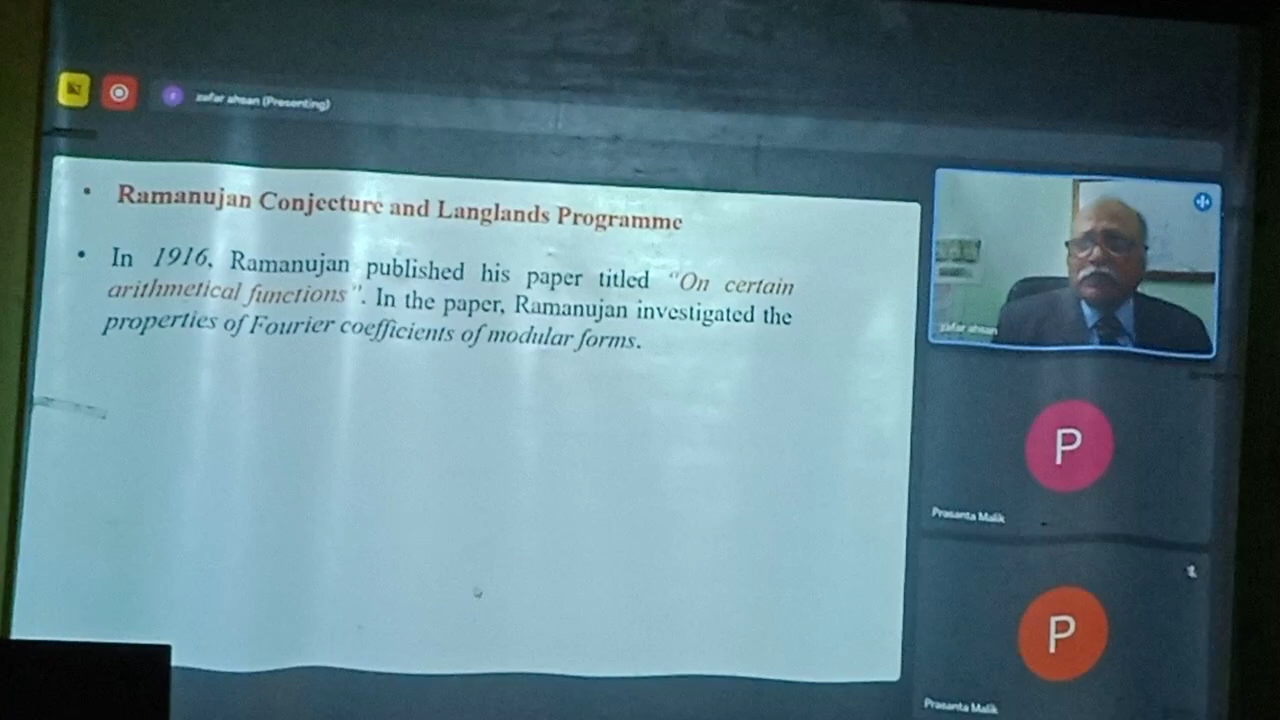 zafar ahsan (Presenting)
• Ramanujan Conjecture and Langlands Programme
• In 1916, Ramanujan published his paper titled “On certain
arithmetical functions”. In the paper, Ramanujan investigated the
properties of Fourier coefficients of modular forms.
zafar ahsan
P
Prasanta Malik
P
Prasanta Malik